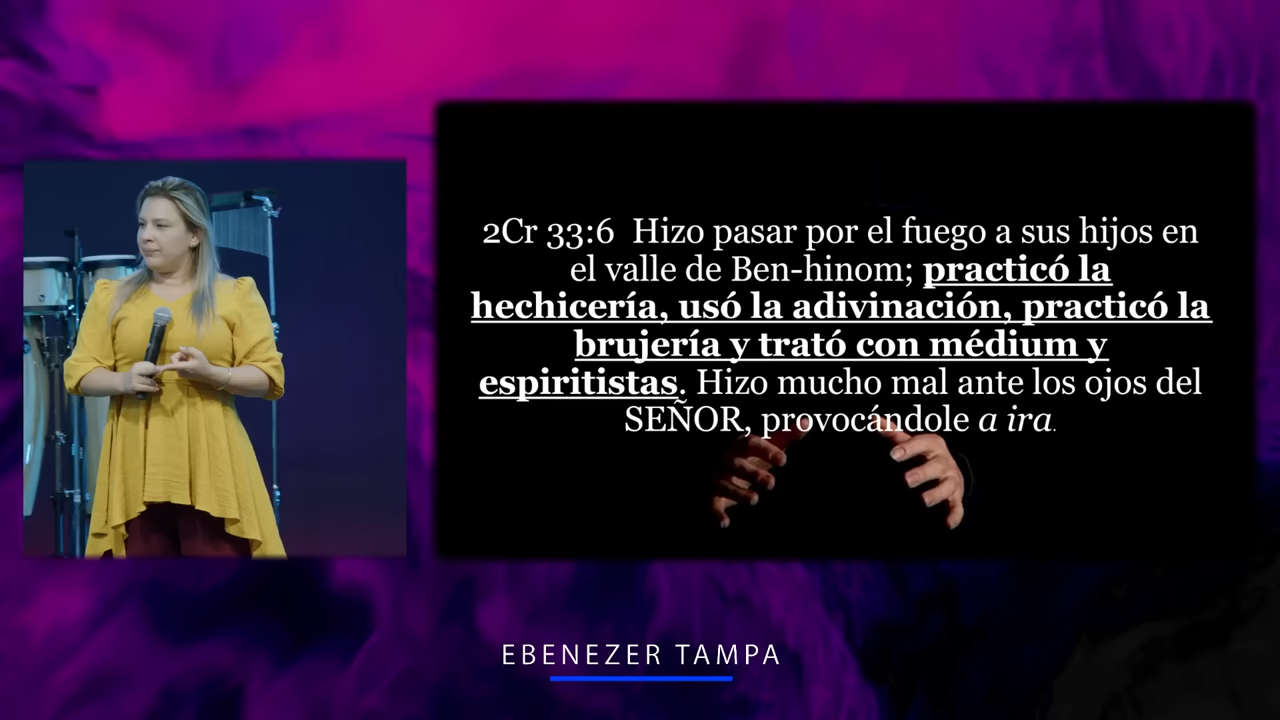 2Cr 33:6 Hizo pasar por el fuego a sus hijos en
el valle de Ben-hinom; practicó la
hechicería, usó la adivinación, practicó la
brujería y trató con médium y
espiritistas. Hizo mucho mal ante los ojos del
SEÑOR, provocándole a ira.
EBENEZER TAMPA